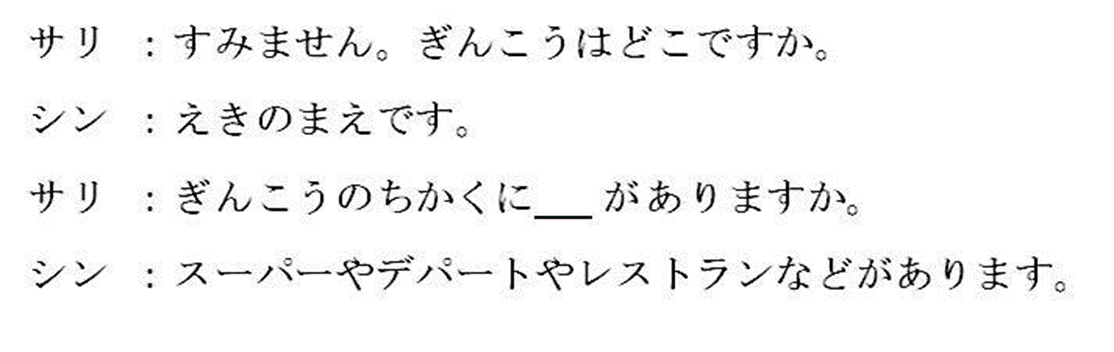 サリ ：すみません。ぎんこうはどこですか。
シン ：えきのまえです。
サリ ：ぎんこうのちかくに___がありますか。
シン ：スーパーやデパートやレストランなどがあります。